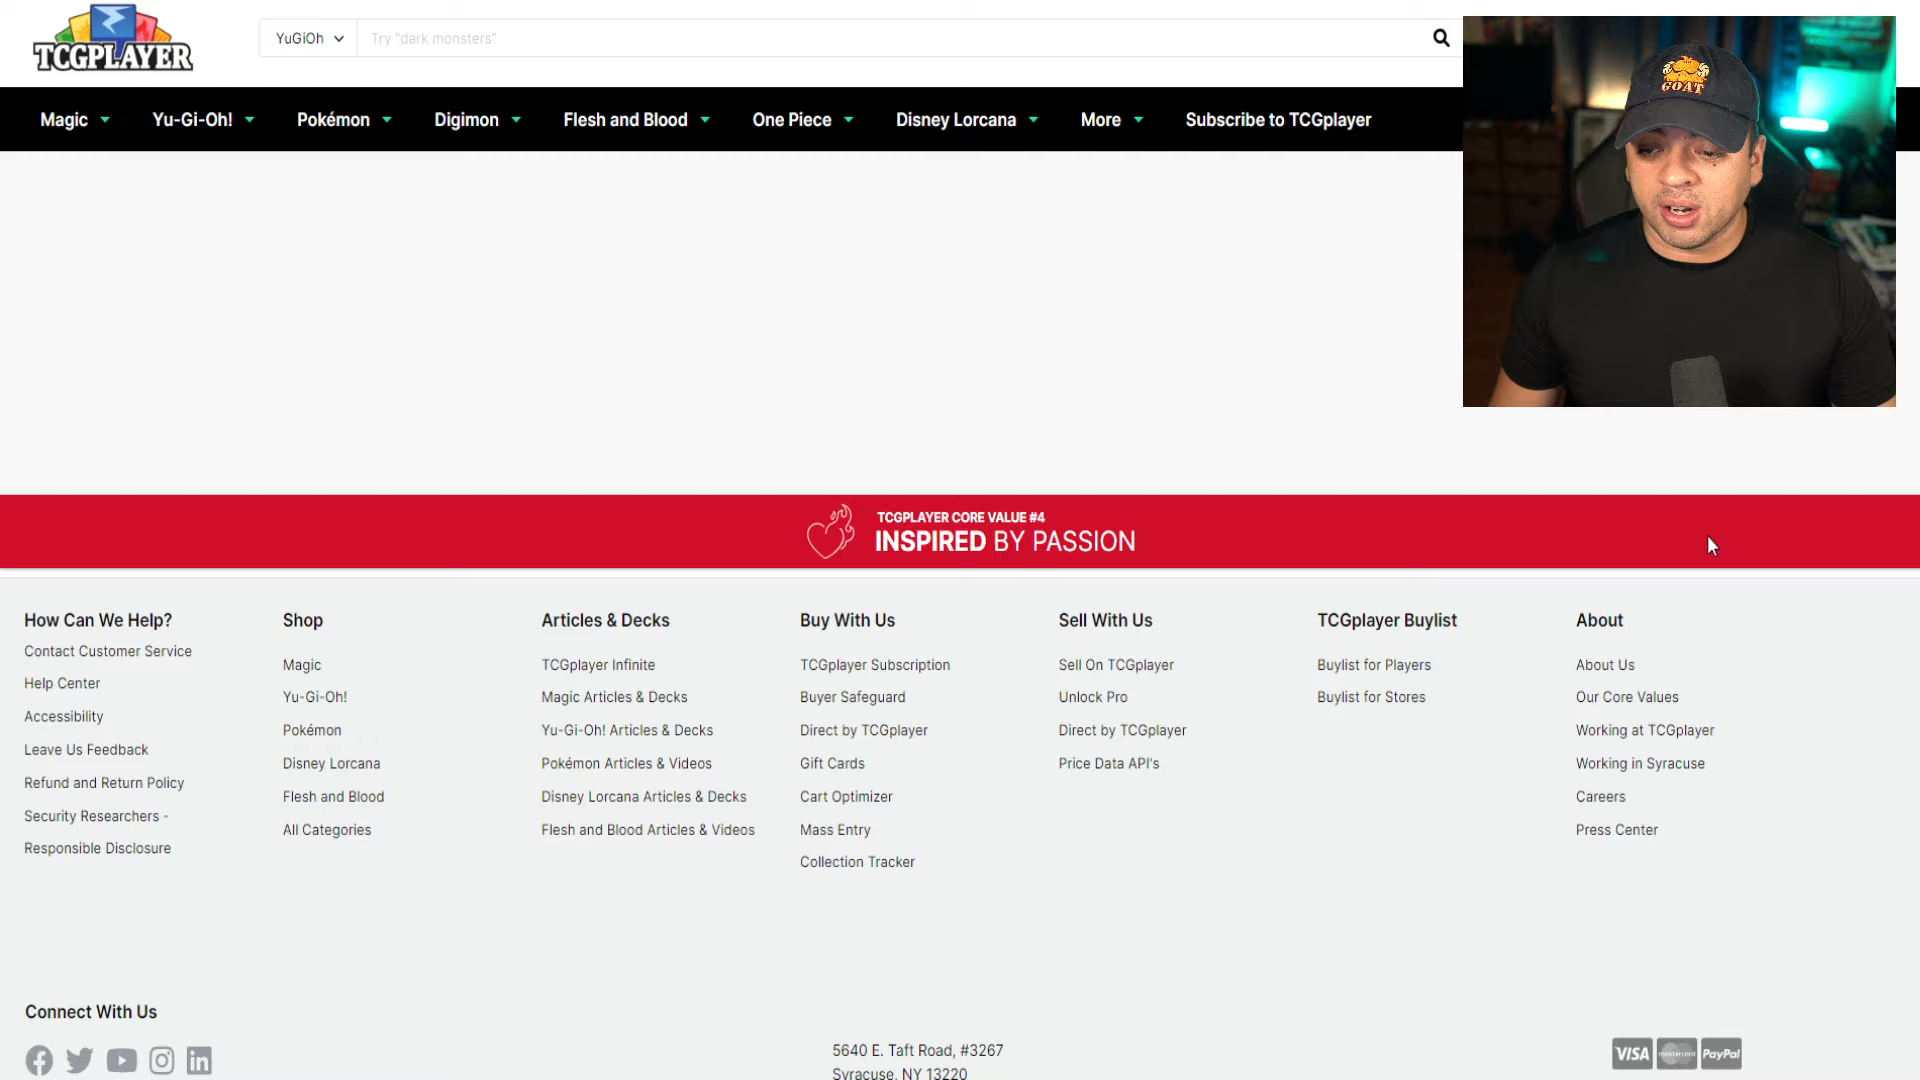 TCGPLAYER
YuGiOh
Try "dark monsters"
GOAT
Magic
Yu-Gi-Oh!
Pokémon
Digimon
Flesh and Blood
One Piece
Disney Lorcana
More
Subscribe to TCGplayer
TCGPLAYER CORE VALUE #4
INSPIRED BY PASSION
How Can We Help?
Contact Customer Service
Help Center
Accessibility
Leave Us Feedback
Refund and Return Policy
Security Researchers -
Responsible Disclosure
Shop
Magic
Yu-Gi-Oh!
Pokémon
Disney Lorcana
Flesh and Blood
All Categories
Articles & Decks
TCGplayer Infinite
Magic Articles & Decks
Yu-Gi-Oh! Articles & Decks
Pokémon Articles & Videos
Disney Lorcana Articles & Decks
Flesh and Blood Articles & Videos
Buy With Us
TCGplayer Subscription
Buyer Safeguard
Direct by TCGplayer
Gift Cards
Cart Optimizer
Mass Entry
Collection Tracker
Sell With Us
Sell On TCGplayer
Unlock Pro
Direct by TCGplayer
Price Data API's
TCGplayer Buylist
Buylist for Players
Buylist for Stores
About
About Us
Our Core Values
Working at TCGplayer
Working in Syracuse
Careers
Press Center
Connect With Us
5640 E. Taft Road, #3267
Syracuse, NY 13220
VISA
mastercard
PayPal